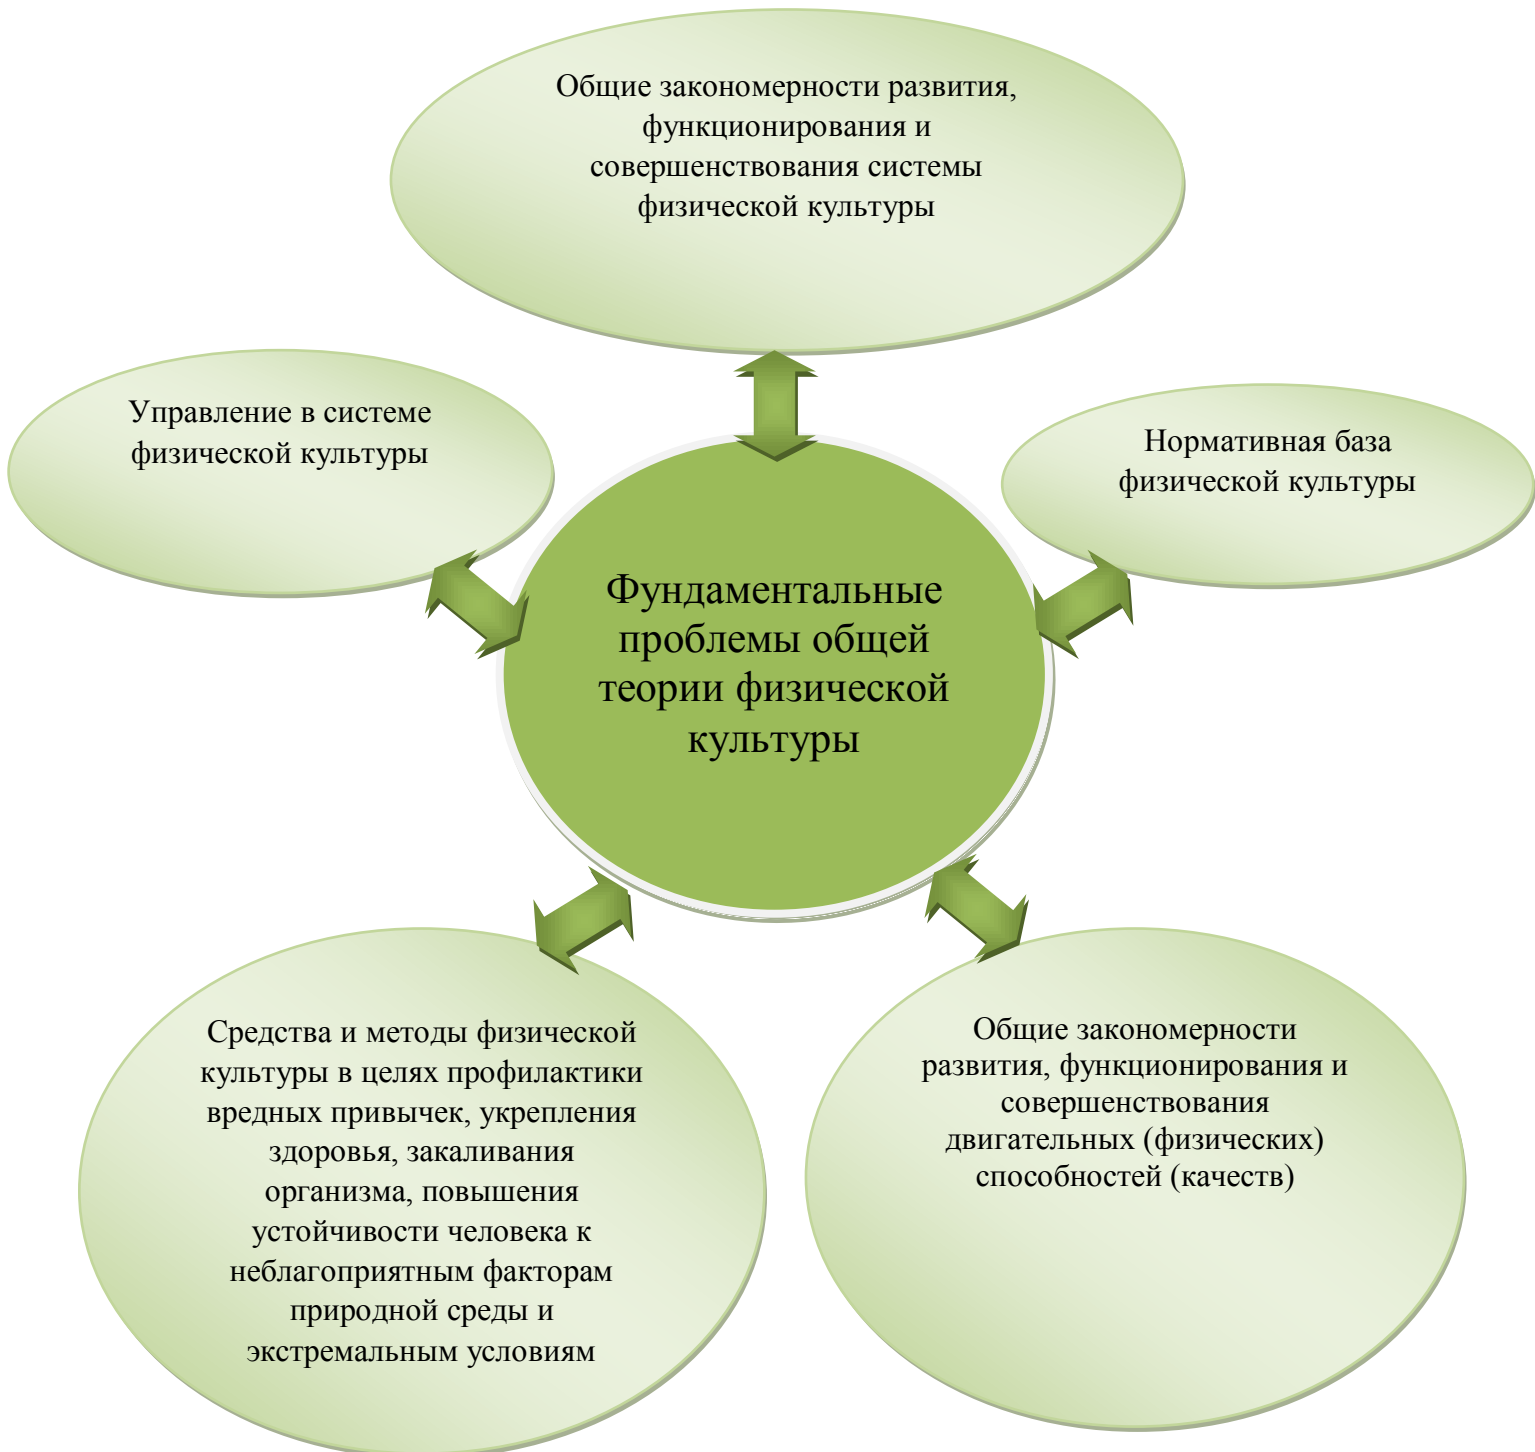 Общие закономерности развития,
функционирования и
совершенствования системы
физической культуры
Управление в системе
физической культуры
Нормативная база
физической культуры
Фундаментальные
проблемы общей
теории физической
культуры
Средства и методы физической
культуры в целях профилактики
вредных привычек, укрепления
здоровья, закаливания
организма, повышения
устойчивости человека к
неблагоприятным факторам
природной среды и
экстремальным условиям
Общие закономерности
развития, функционирования и
совершенствования
двигательных (физических)
способностей (качеств)